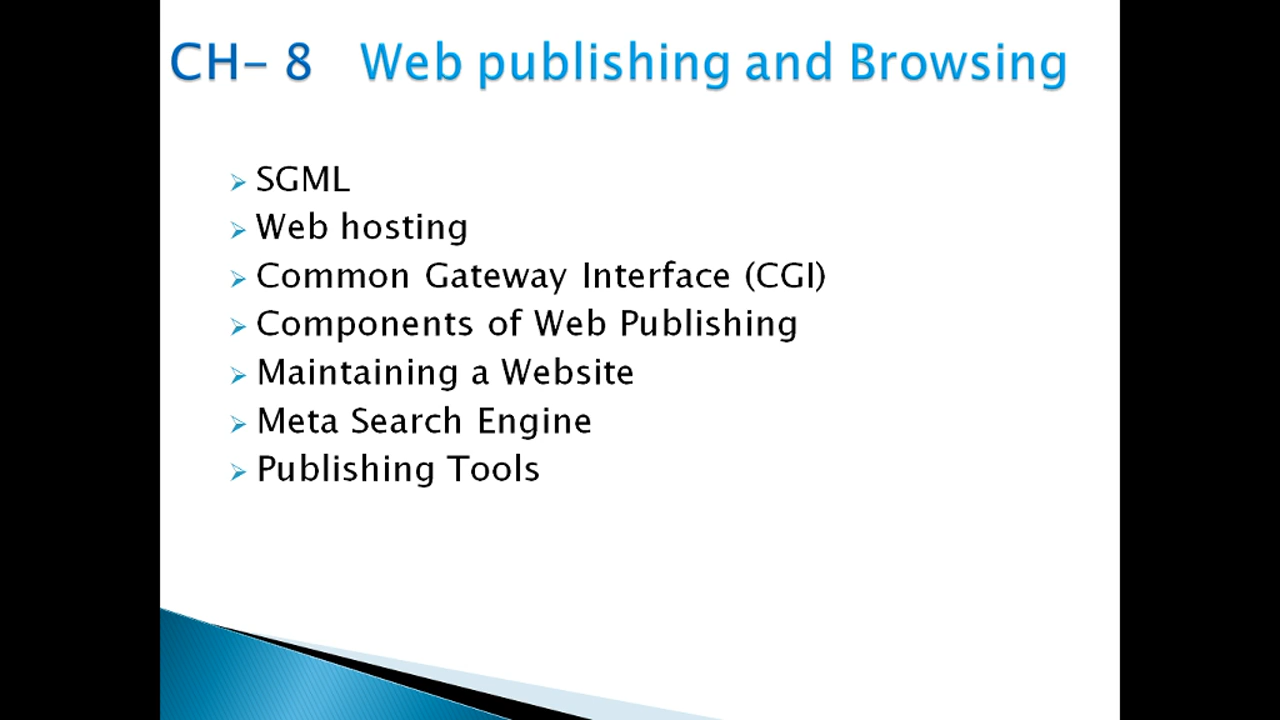 CH- 8 Web publishing and Browsing
SGML
Web hosting
Common Gateway Interface (CGI)
Components of Web Publishing
Maintaining a Website
Meta Search Engine
Publishing Tools